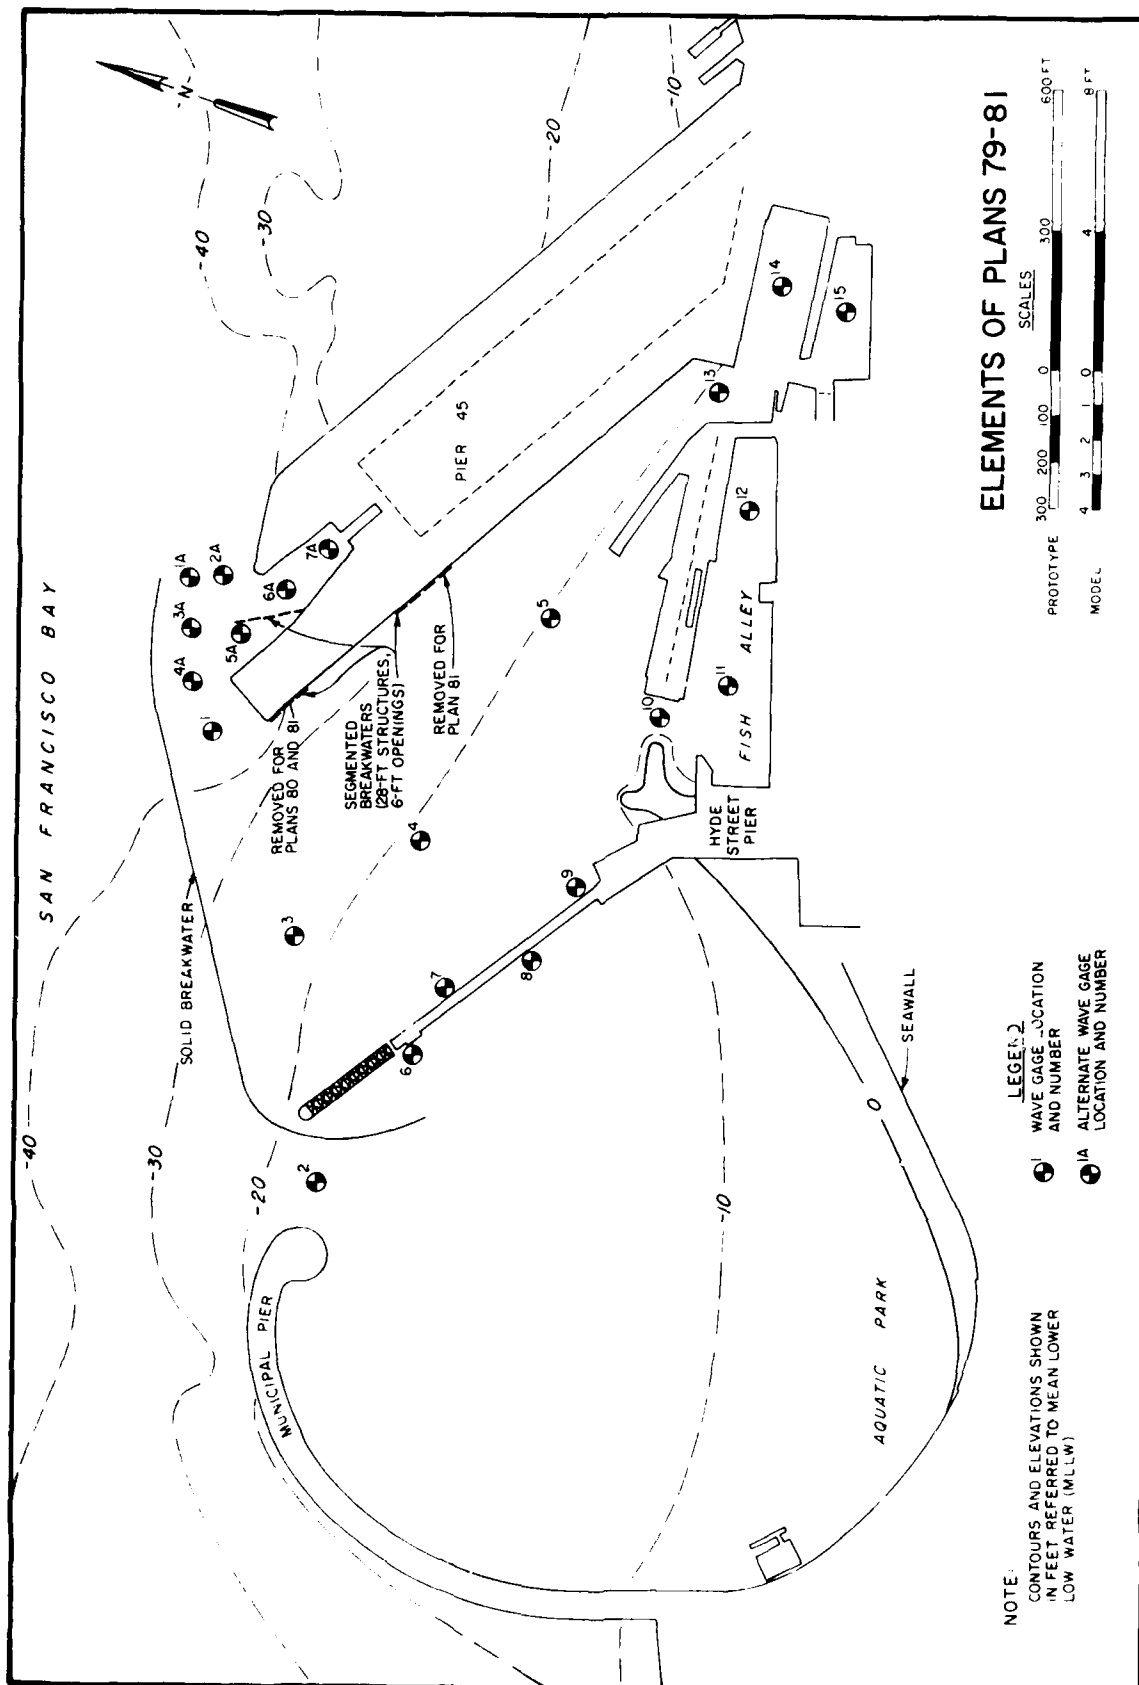 SAN FRANCISCO BAY
-40
-30
-20
-10
-40
-30
-20
-10
0
N
SOLID BREAKWATER
MUNICIPAL PIER
REMOVED FOR
PLANS 80 AND 81
SEGMENTED
BREAKWATERS
(28-FT STRUCTURES,
6-FT OPENINGS)
REMOVED FOR
PLAN 81
PIER 45
1
2
3
4
5
6
7
8
9
10
11
12
13
14
15
1A
2A
3A
4A
5A
6A
7A
HYDE
STREET
PIER
FISH ALLEY
AQUATIC PARK
SEAWALL
NOTE:
CONTOURS AND ELEVATIONS SHOWN
IN FEET REFERRED TO MEAN LOWER
LOW WATER (MLLW)
LEGEND
1 WAVE GAGE LOCATION
AND NUMBER
1A ALTERNATE WAVE GAGE
LOCATION AND NUMBER
ELEMENTS OF PLANS 79-81
SCALES
PROTOTYPE 300 200 100 0 300 600 FT
MODEL 4 3 2 1 0 4 8 FT